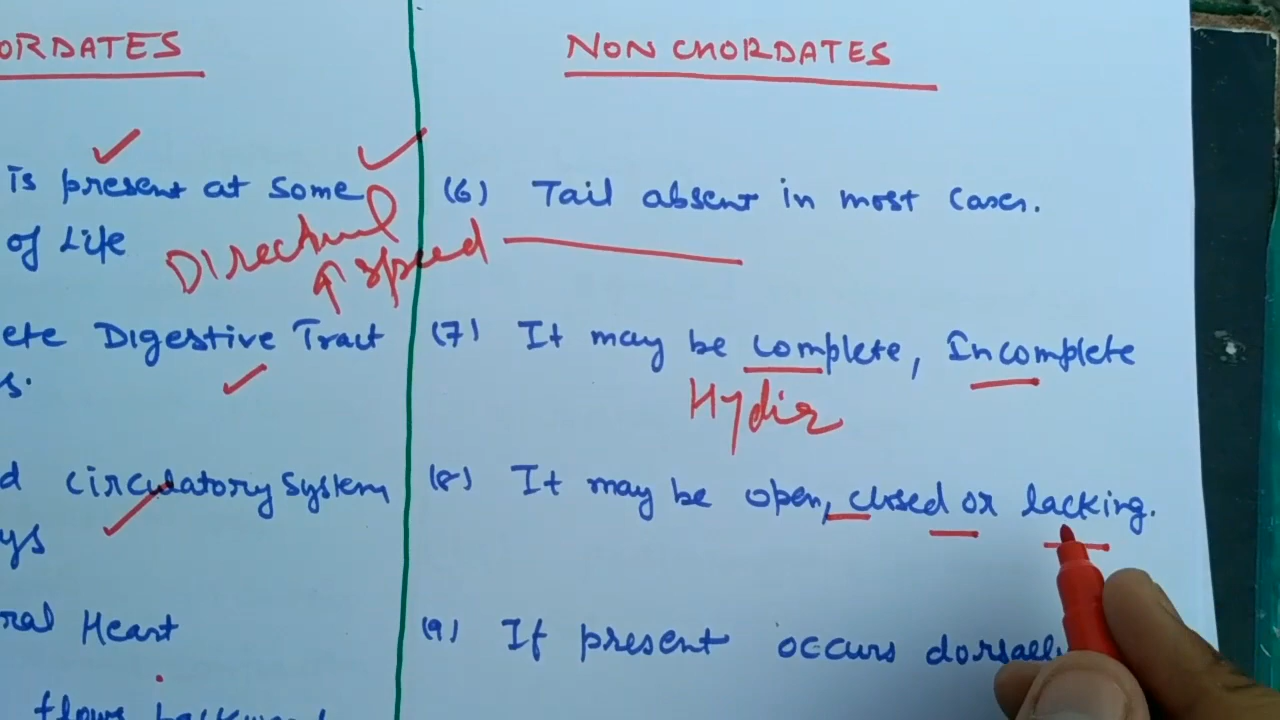 ORDATES
is present at some
of Life
Directional
↑ speed
ete Digestive Tract
s.
d circulatory system
ys
ral Heart
flows backward
NON CHORDATES
(6) Tail absent in most cases.
(7) It may be complete, Incomplete
(8) It may be open, closed or lacking.
(9) If present occurs dorsally